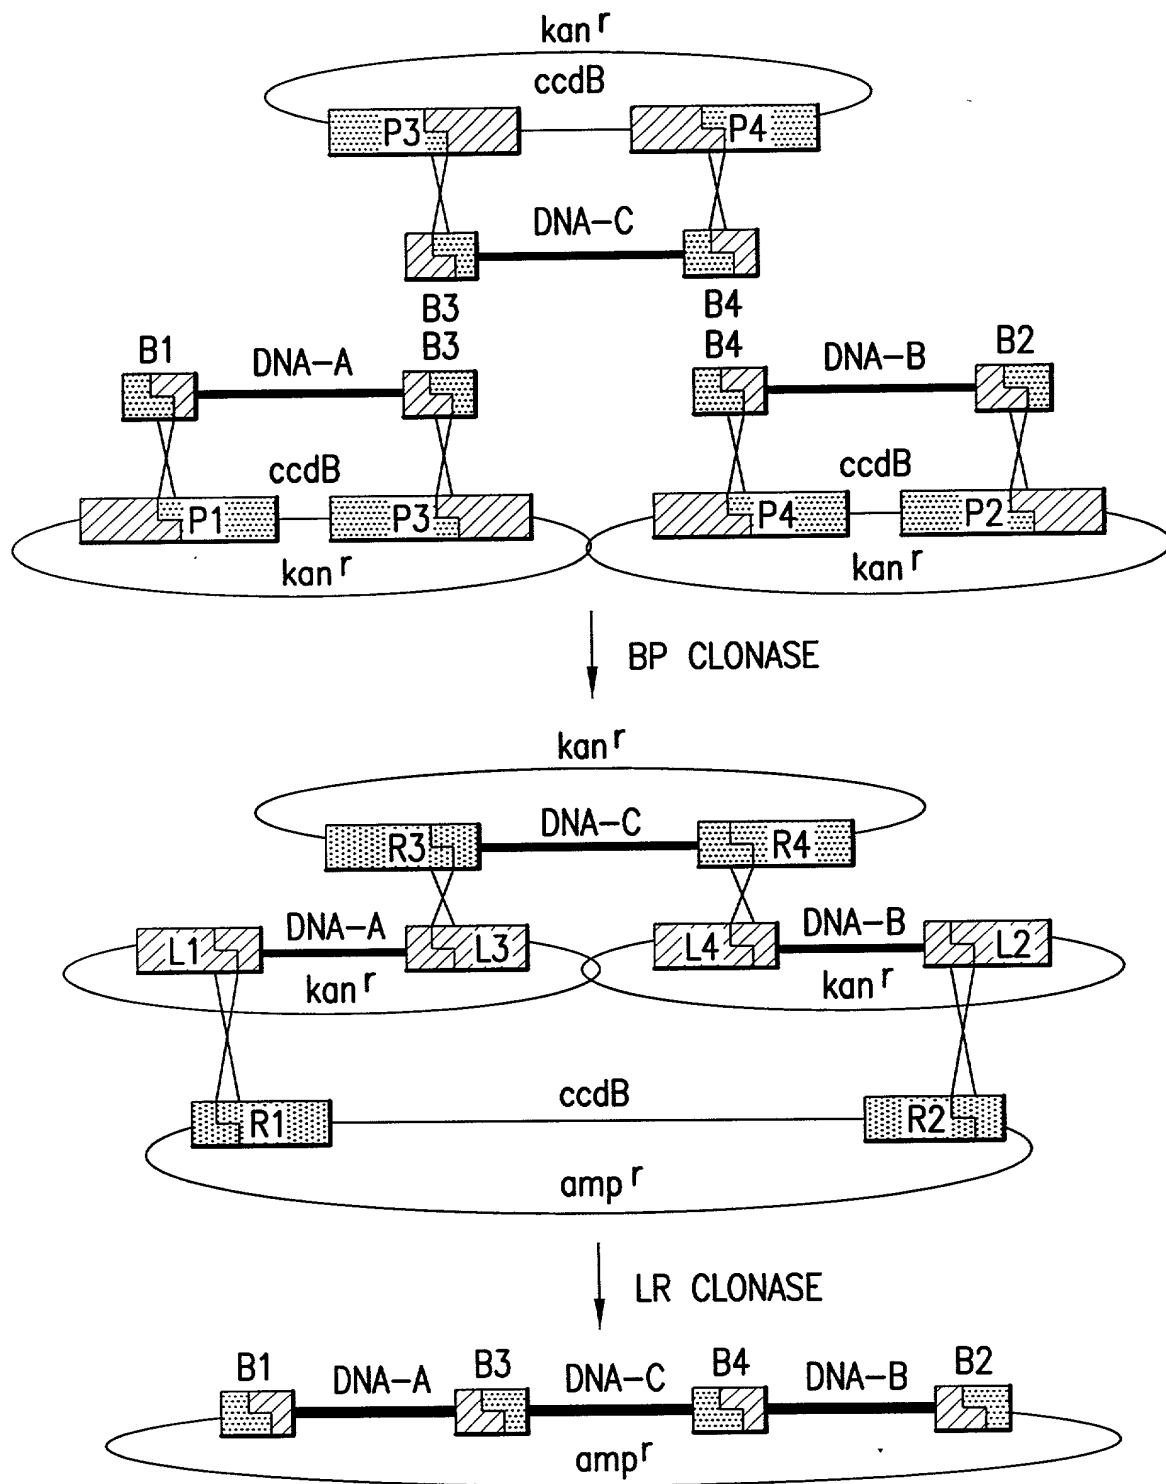 kan r
ccdB
P3 P4
DNA-C
B3 B4
B1 DNA-A B3 B4 DNA-B B2
ccdB ccdB
P1 P3 P4 P2
kan r kan r
BP CLONASE
kan r
DNA-C
R3 R4
DNA-A DNA-B
L1 L3 L4 L2
kan r kan r
ccdB
R1 R2
amp r
LR CLONASE
B1 DNA-A B3 DNA-C B4 DNA-B B2
amp r